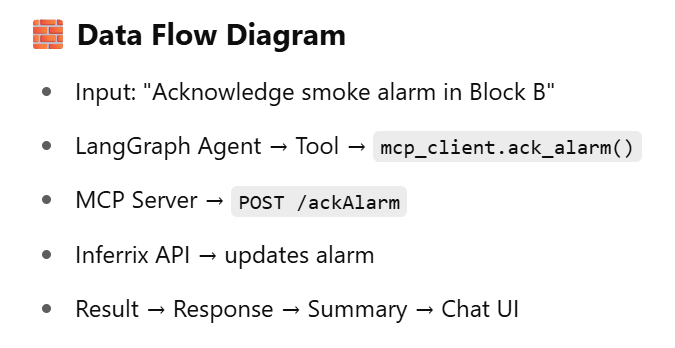 🧱 Data Flow Diagram
• Input: "Acknowledge smoke alarm in Block B"
• LangGraph Agent → Tool → mcp_client.ack_alarm()
• MCP Server → POST /ackAlarm
• Inferrix API → updates alarm
• Result → Response → Summary → Chat UI